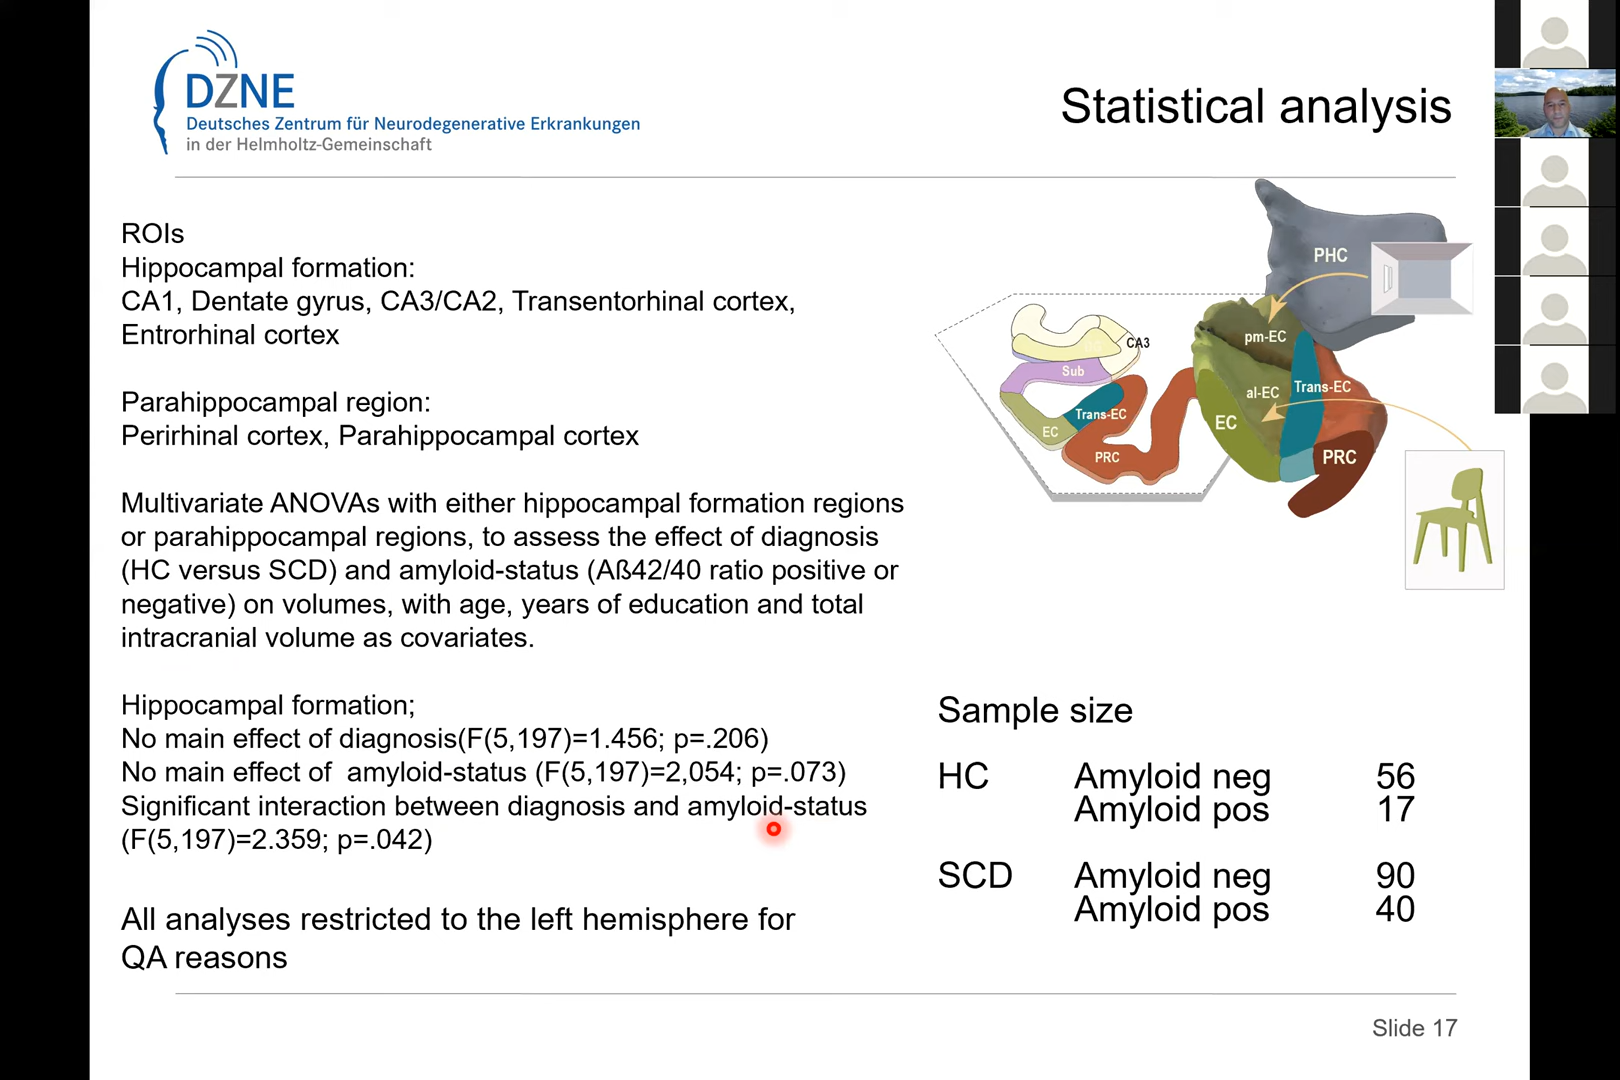 DZNE
Deutsches Zentrum für Neurodegenerative Erkrankungen
in der Helmholtz-Gemeinschaft
Statistical analysis
ROIs
Hippocampal formation:
CA1, Dentate gyrus, CA3/CA2, Transentorhinal cortex,
Entrorhinal cortex
Parahippocampal region:
Perirhinal cortex, Parahippocampal cortex
Multivariate ANOVAs with either hippocampal formation regions
or parahippocampal regions, to assess the effect of diagnosis
(HC versus SCD) and amyloid-status (Aß42/40 ratio positive or
negative) on volumes, with age, years of education and total
intracranial volume as covariates.
Hippocampal formation;
No main effect of diagnosis(F(5,197)=1.456; p=.206)
No main effect of  amyloid-status (F(5,197)=2,054; p=.073)
Significant interaction between diagnosis and amyloid-status
(F(5,197)=2.359; p=.042)
All analyses restricted to the left hemisphere for
QA reasons
CA3
Sub
Trans-EC
EC
PRC
PHC
pm-EC
al-EC
Trans-EC
EC
PRC
Sample size
HC Amyloid neg 56
Amyloid pos 17
SCD Amyloid neg 90
Amyloid pos 40
Slide 17